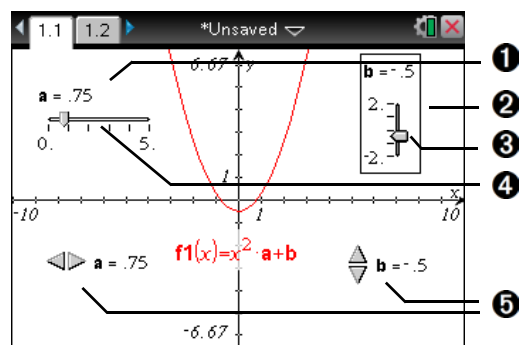 1.1 1.2 *Unsaved
6.67 y
a = .75
0. 5.
b =-.5
2.
-2.
1
x
-10 1 10
a = .75
f1(x)=x²·a+b
b =-.5
-6.67
1
2
3
4
5